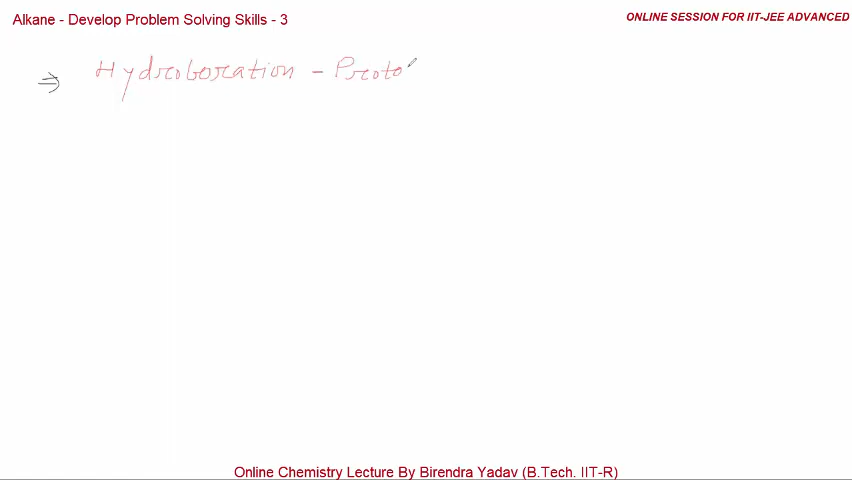 Alkane - Develop Problem Solving Skills - 3
ONLINE SESSION FOR IIT-JEE ADVANCED
⇒ Hydroboration - Proto
Online Chemistry Lecture By Birendra Yadav (B.Tech. IIT-R)